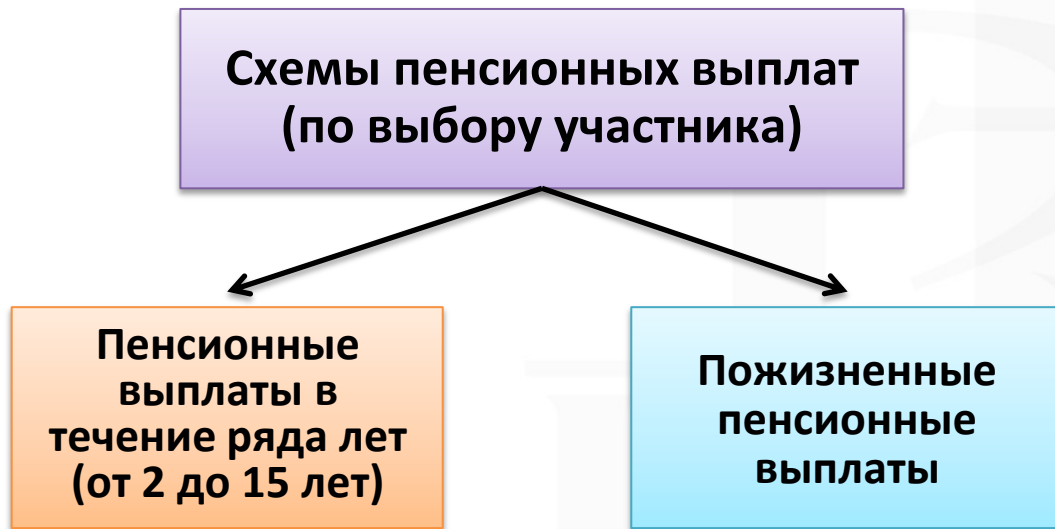 Схемы пенсионных выплат
(по выбору участника)
Пенсионные
выплаты в
течение ряда лет
(от 2 до 15 лет)
Пожизненные
пенсионные
выплаты